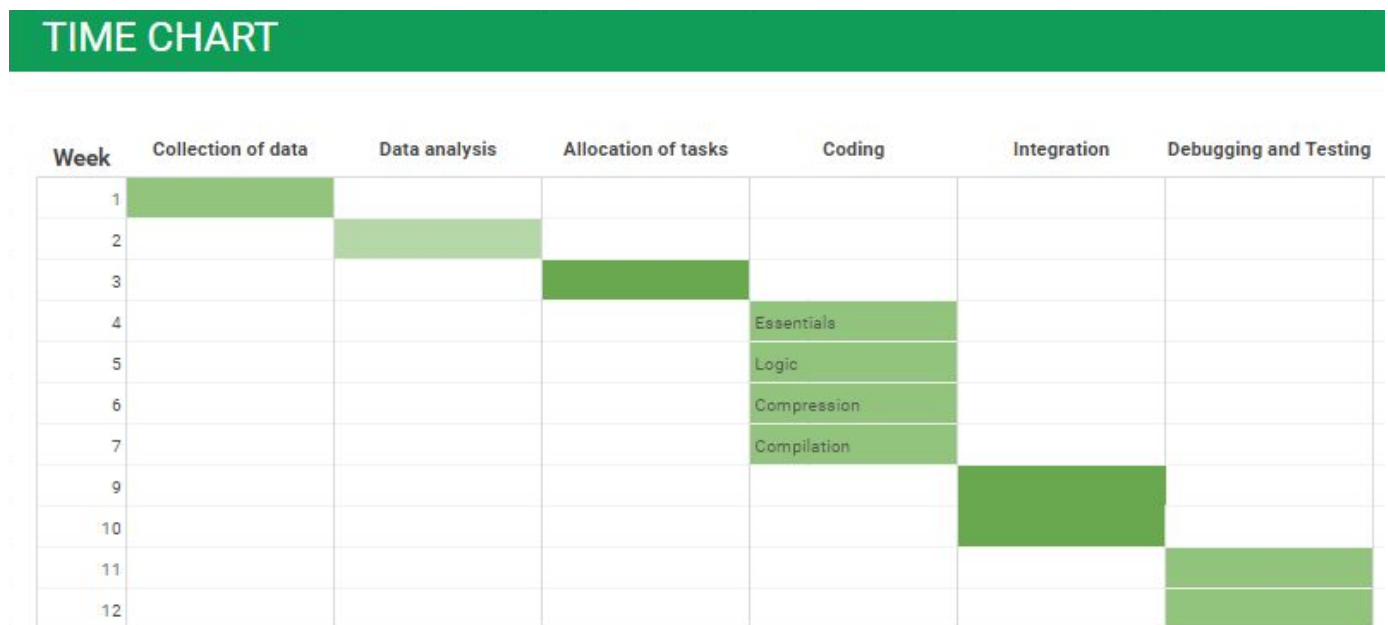 TIME CHART
Week Collection of data Data analysis Allocation of tasks Coding Integration Debugging and Testing
1
2
3
4 Essentials
5 Logic
6 Compression
7 Compilation
9
10
11
12